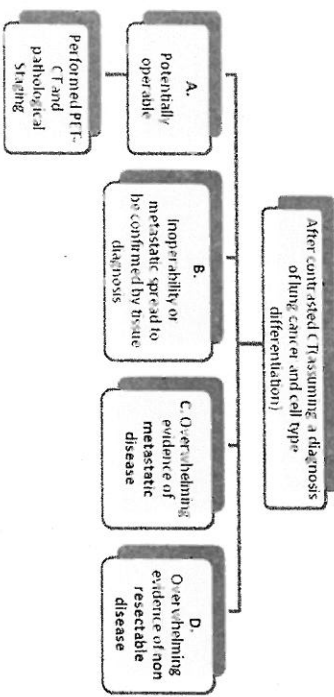 After contrasted CT(assuming a diagnosis
of lung cancer and cell type
differentiation)
A.
Potentially
operable
Performed PET-
CT and
pathological
Staging
B.
Inoperability or
metastatic spread to
be confirmed by tissue
diagnosis
C. Overwhelming
evidence of
metastatic
disease
D.
Overwhelming
evidence of non
resectable
disease